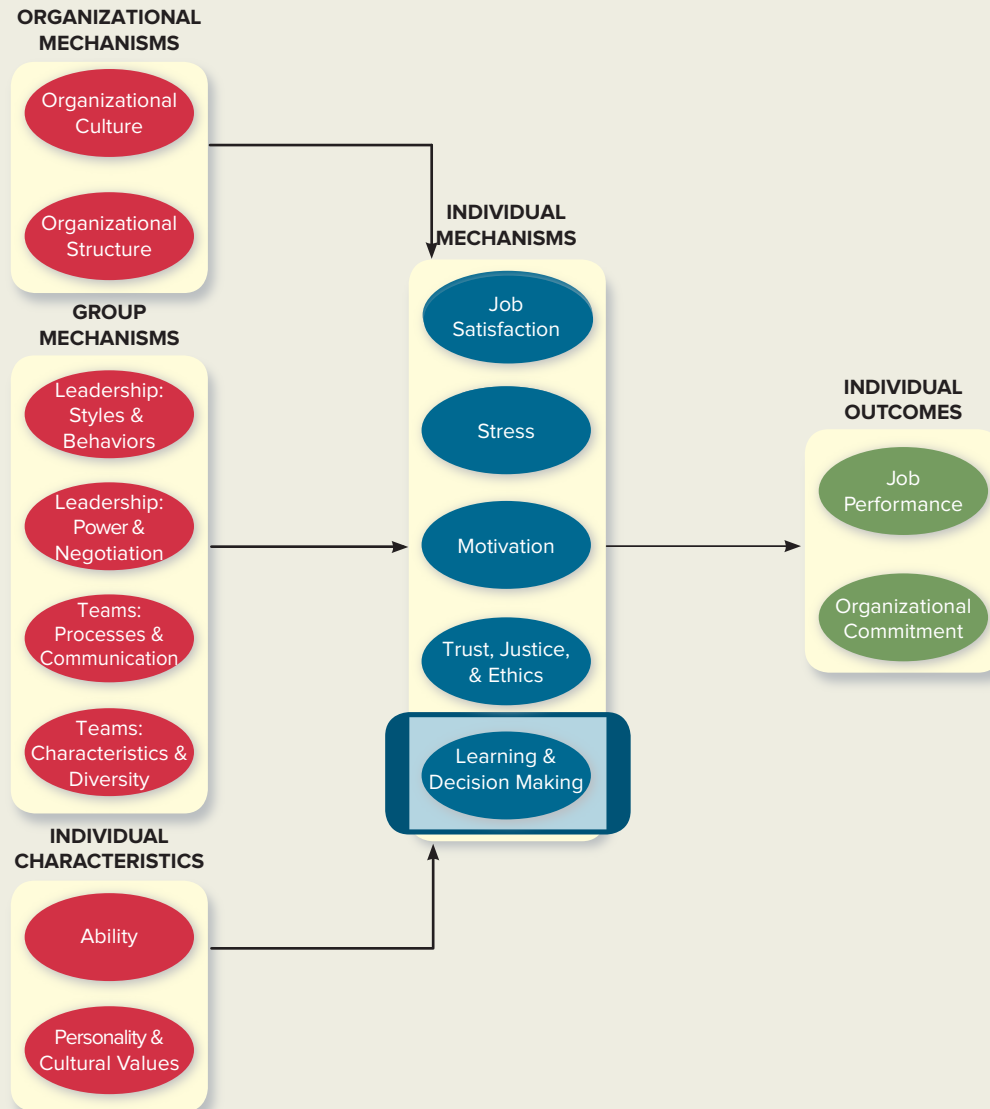 ORGANIZATIONAL
MECHANISMS
Organizational
Culture
Organizational
Structure
GROUP
MECHANISMS
Leadership:
Styles &
Behaviors
Leadership:
Power &
Negotiation
Teams:
Processes &
Communication
Teams:
Characteristics &
Diversity
INDIVIDUAL
CHARACTERISTICS
Ability
Personality &
Cultural Values
INDIVIDUAL
MECHANISMS
Job
Satisfaction
Stress
Motivation
Trust, Justice,
& Ethics
Learning &
Decision Making
INDIVIDUAL
OUTCOMES
Job
Performance
Organizational
Commitment